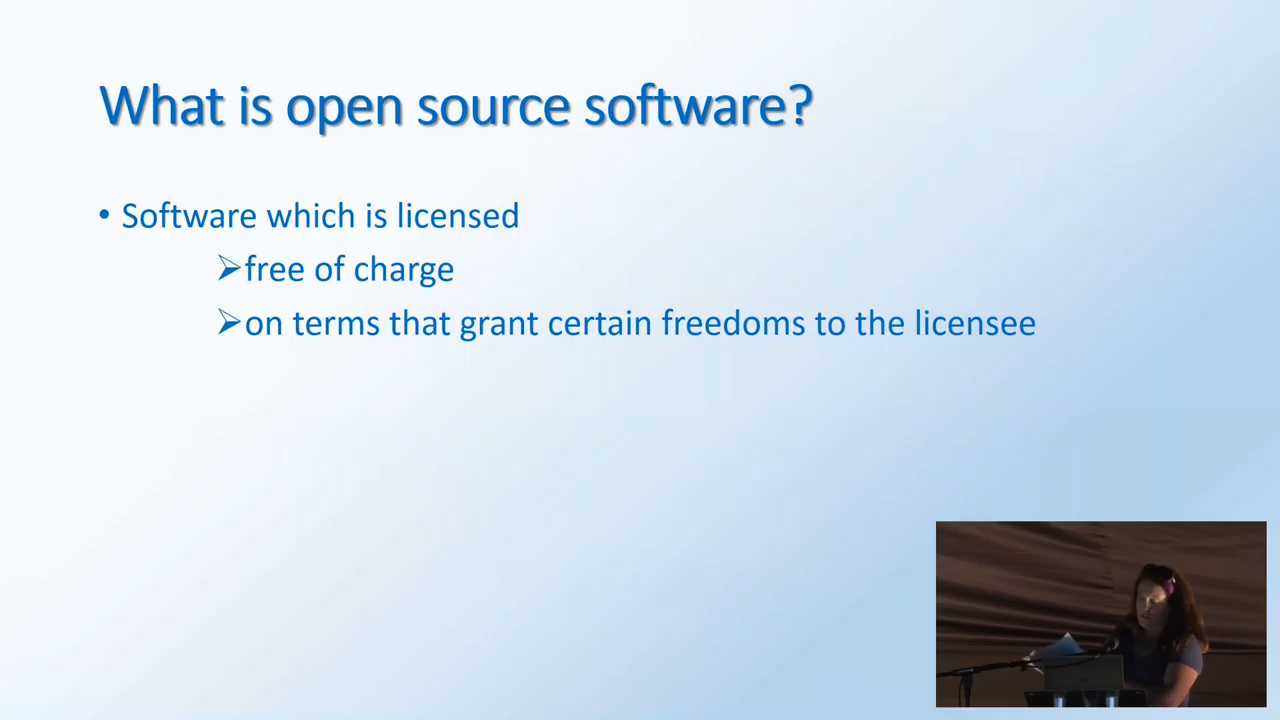 What is open source software?
• Software which is licensed
➢free of charge
➢on terms that grant certain freedoms to the licensee